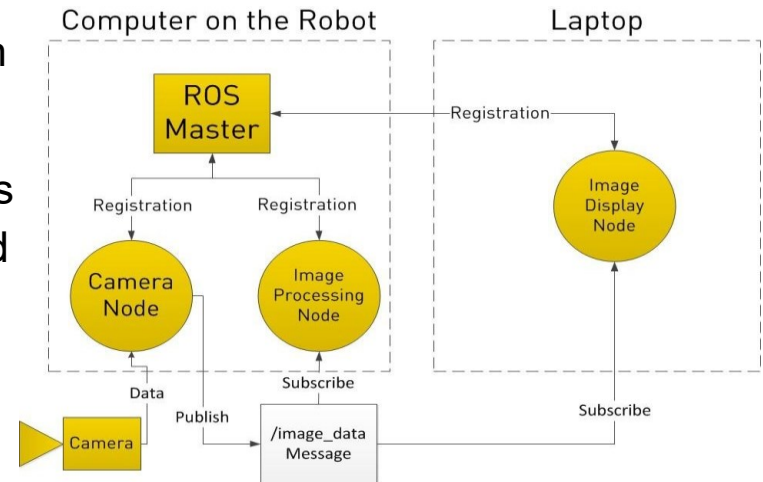 Computer on the Robot
Laptop
ROS
Master
Registration
Registration
Registration
Camera
Node
Image
Processing
Node
Image
Display
Node
Data
Publish
Subscribe
Subscribe
Camera
/image_data
Message